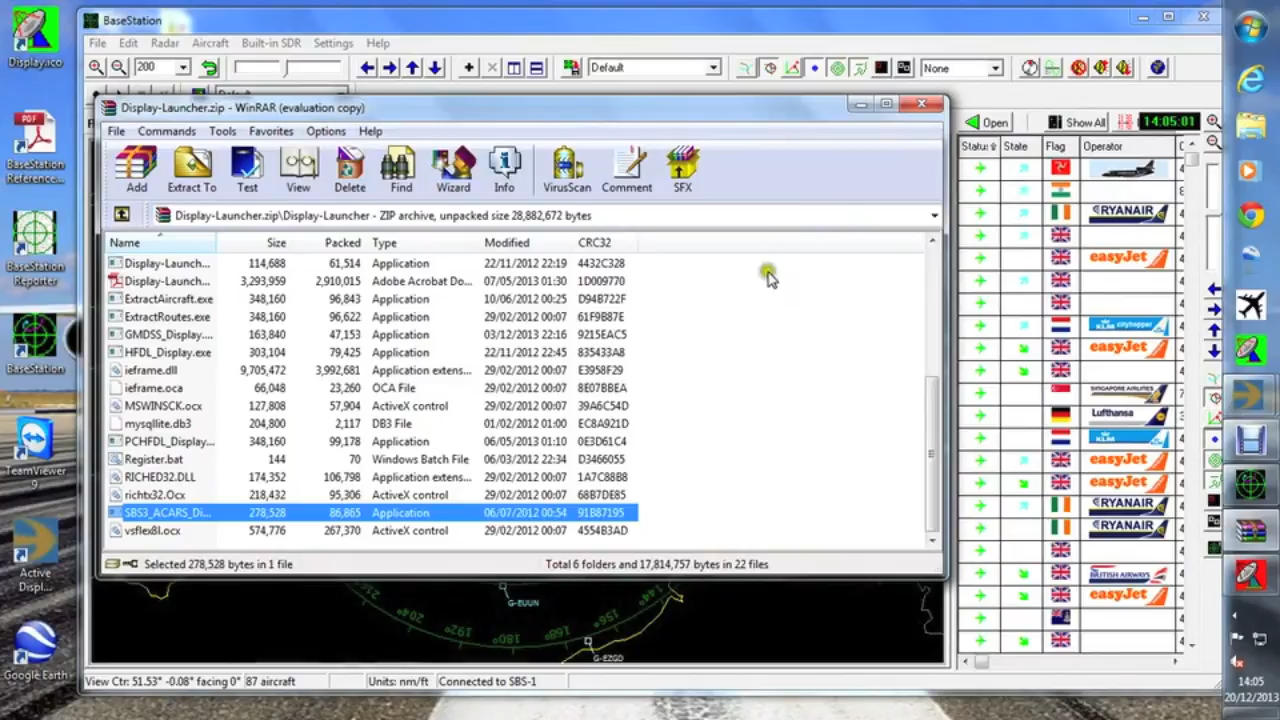 BaseStation
File Edit Radar Aircraft Built-in SDR Settings Help
200 Default None
Display-Launcher.zip - WinRAR (evaluation copy)
File Commands Tools Favorites Options Help
Add Extract To Test View Delete Find Wizard Info VirusScan Comment SFX
Display-Launcher.zip\Display-Launcher - ZIP archive, unpacked size 28,882,672 bytes
Name Size Packed Type Modified CRC32
Display-Launch... 114,688 61,514 Application 22/11/2012 22:19 4432C328
Display-Launch... 3,293,959 2,910,015 Adobe Acrobat Do... 07/05/2013 01:30 1D009770
ExtractAircraft.exe 348,160 96,843 Application 10/06/2012 00:25 D94B722F
ExtractRoutes.exe 348,160 96,622 Application 29/02/2012 00:07 61F9B87E
GMDSS_Display.... 163,840 47,153 Application 03/12/2013 22:16 9215EAC5
HFDL_Display.exe 303,104 79,425 Application 22/11/2012 22:45 835433A8
ieframe.dll 9,705,472 3,992,681 Application extens... 29/02/2012 00:07 E3958F29
ieframe.oca 66,048 23,260 OCA File 29/02/2012 00:07 8E07BBEA
MSWINSCK.ocx 127,808 57,904 ActiveX control 29/02/2012 00:07 39A6C54D
mysqllite.db3 204,800 2,117 DB3 File 01/02/2012 01:00 EC8A921D
PCHFDL_Display... 348,160 99,178 Application 06/05/2013 01:10 0E3D61C4
Register.bat 144 70 Windows Batch File 06/03/2012 22:34 D3466055
RICHED32.DLL 174,352 106,798 Application extens... 29/02/2012 00:07 1A7C88B8
richtx32.Ocx 218,432 95,306 ActiveX control 29/02/2012 00:07 68B7DE85
SBS3_ACARS_Di... 278,528 86,865 Application 06/07/2012 00:54 91B87195
vsflex8l.ocx 574,776 267,370 ActiveX control 29/02/2012 00:07 4554B3AD
Selected 278,528 bytes in 1 file Total 6 folders and 17,814,757 bytes in 22 files
G-EUUN
204° 192° 180° 168° 156° 144°
G-EZGD
View Ctr: 51.53° -0.08° facing 0° 87 aircraft Units: nm/ft Connected to SBS-1
Open Show All 14:05:01
Status State Flag Operator
RYANAIR
easyJet
KLM cityhopper
easyJet
SINGAPORE AIRLINES
Lufthansa
KLM
easyJet
easyJet
RYANAIR
RYANAIR
BRITISH AIRWAYS
easyJet
easyJet
Display.ico
PDF
BaseStation
Reference...
BaseStation
Reporter
BaseStation
TeamViewer
9
Active
Displ...
Google Earth
14:05
20/12/2013